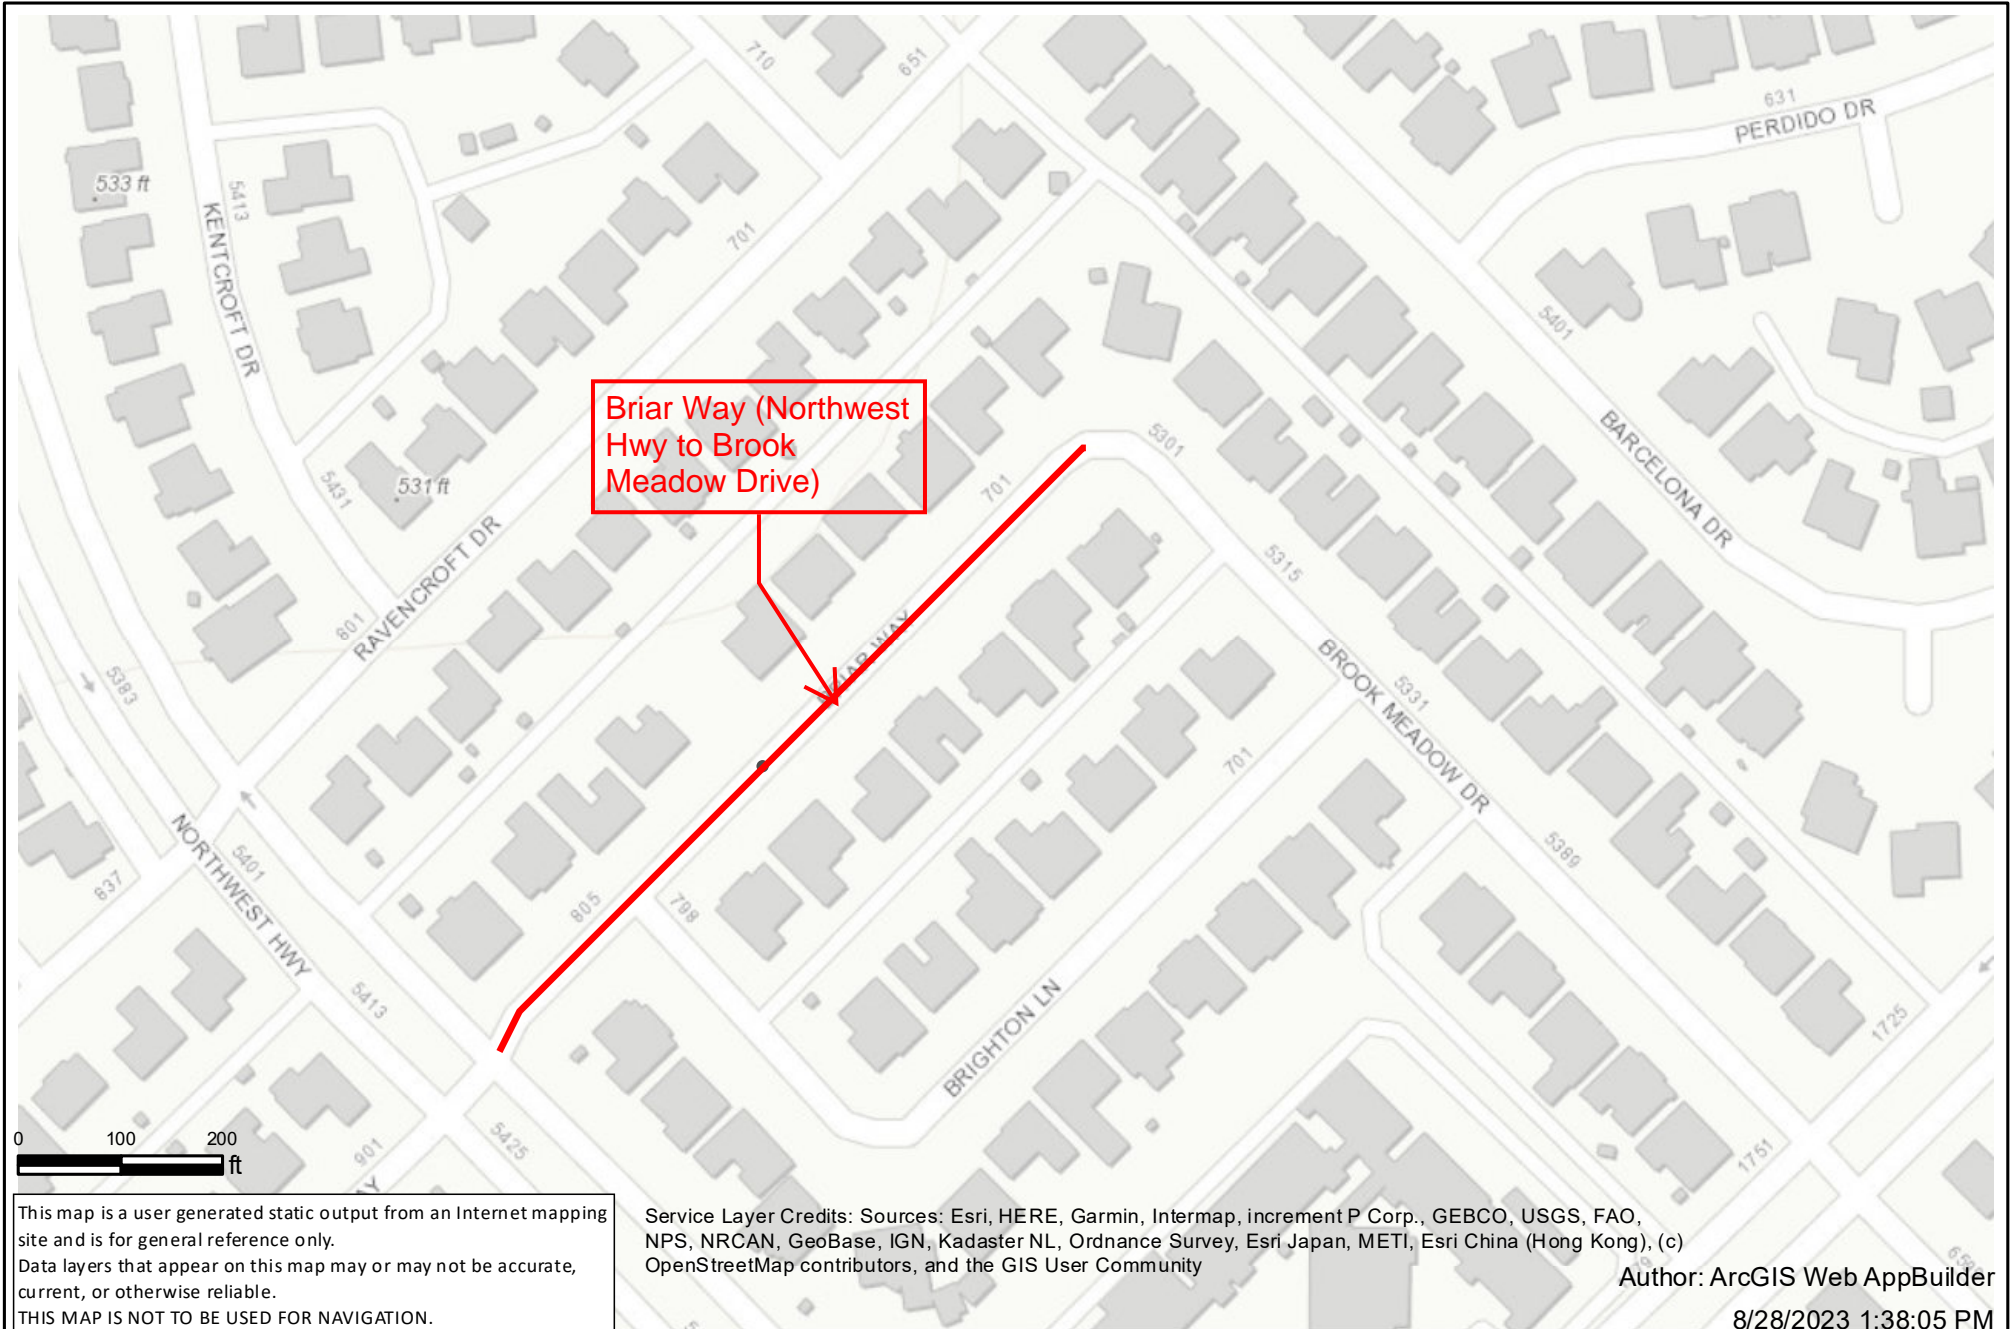 710
651
631
PERDIDO DR
533 ft
5413
KENTCROFT DR
701
5401
Briar Way (Northwest
Hwy to Brook
Meadow Drive)
5301
BARCELONA DR
701
5431
531 ft
5315
801
RAVENCROFT DR
BROOK MEADOW DR
5331
5383
701
NORTHWEST HWY
5401
637
5389
805
798
5413
BRIGHTON LN
1725
5425
901
1751
0 100 200
ft
This map is a user generated static output from an Internet mapping
site and is for general reference only.
Data layers that appear on this map may or may not be accurate,
current, or otherwise reliable.
THIS MAP IS NOT TO BE USED FOR NAVIGATION.
Service Layer Credits: Sources: Esri, HERE, Garmin, Intermap, increment P Corp., GEBCO, USGS, FAO,
NPS, NRCAN, GeoBase, IGN, Kadaster NL, Ordnance Survey, Esri Japan, METI, Esri China (Hong Kong), (c)
OpenStreetMap contributors, and the GIS User Community
Author: ArcGIS Web AppBuilder
8/28/2023 1:38:05 PM